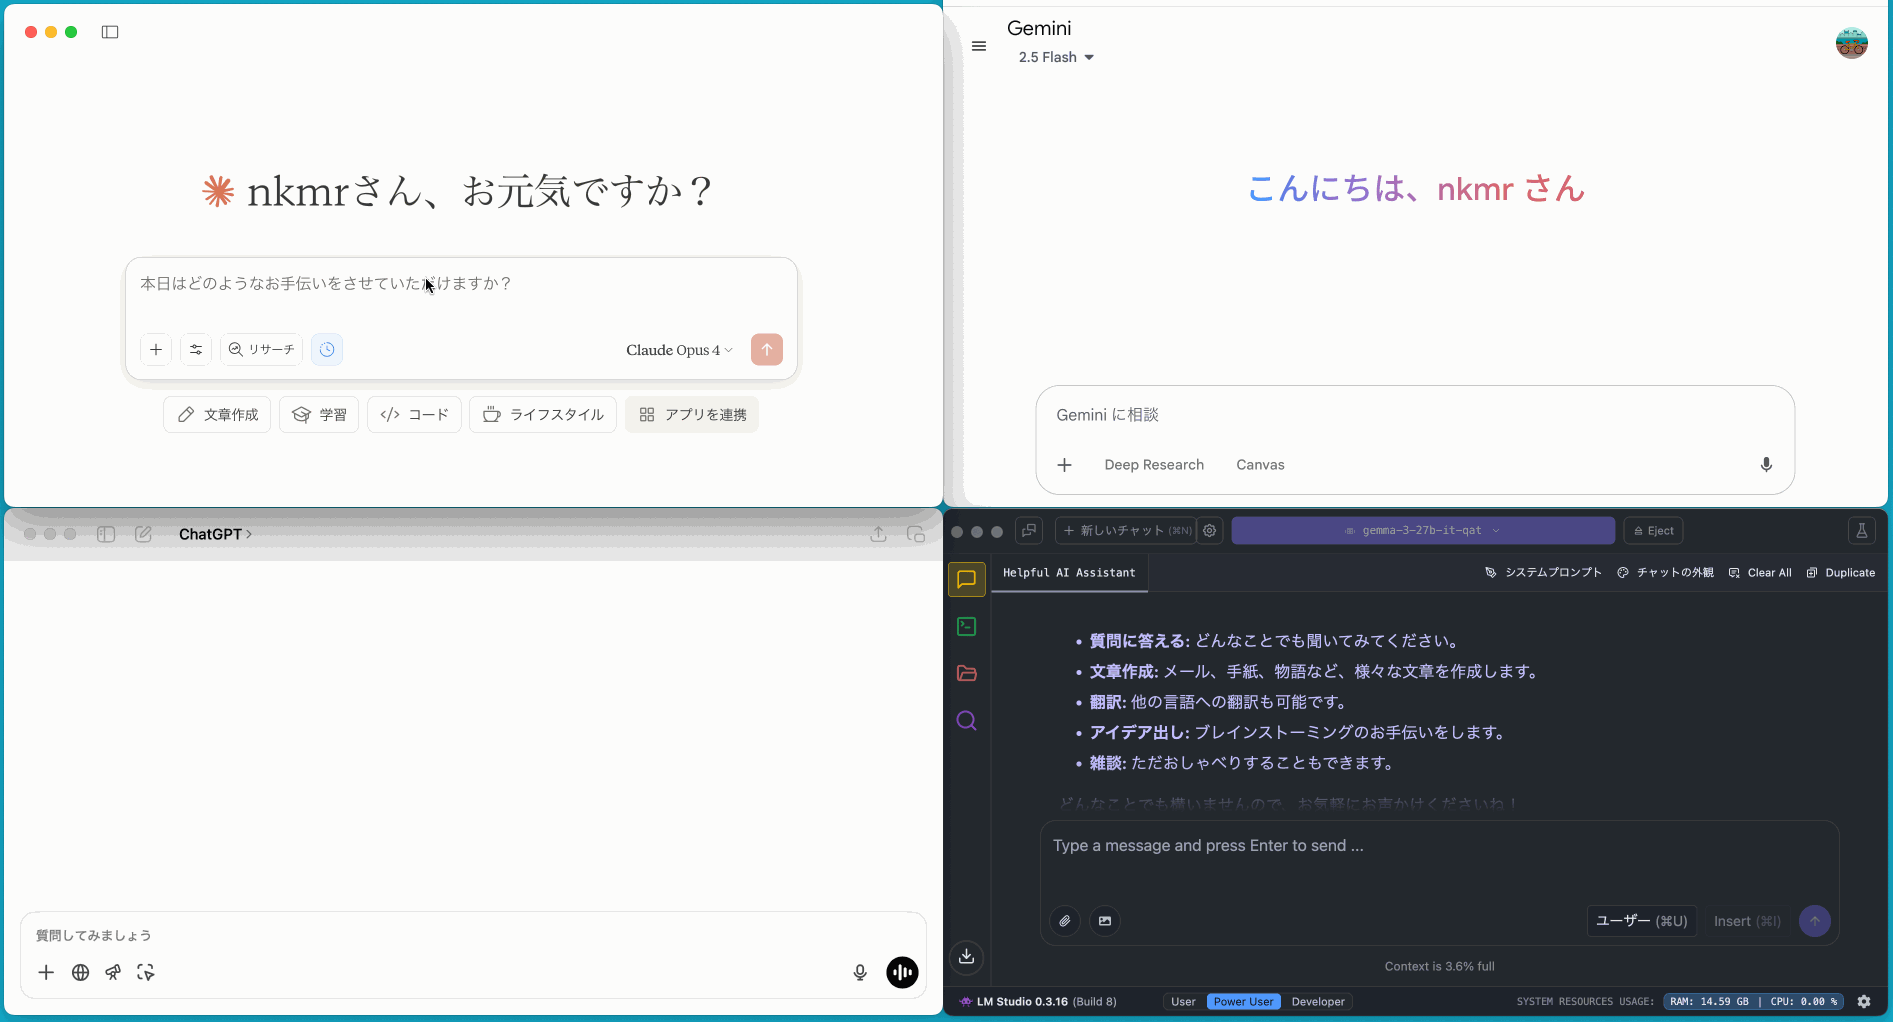 nkmrさん、お元気ですか？
本日はどのようなお手伝いをさせていただけますか？
リサーチ
Claude Opus 4
文章作成
学習
コード
ライフスタイル
アプリを連携
Gemini
2.5 Flash
こんにちは、nkmr さん
Gemini に相談
Deep Research
Canvas
ChatGPT
質問してみましょう
新しいチャット (⌘N)
gemma-3-27b-it-qat
Eject
Helpful AI Assistant
システムプロンプト
チャットの外観
Clear All
Duplicate
• 質問に答える: どんなことでも聞いてみてください。
• 文章作成: メール、手紙、物語など、様々な文章を作成します。
• 翻訳: 他の言語への翻訳も可能です。
• アイデア出し: ブレインストーミングのお手伝いをします。
• 雑談: ただおしゃべりすることもできます。
どんなことでも構いませんので、お気軽にお声かけくださいね！
Type a message and press Enter to send ...
ユーザー (⌘U)
Insert (⌘I)
Context is 3.6% full
LM Studio 0.3.16 (Build 8)
User
Power User
Developer
SYSTEM RESOURCES USAGE:
RAM: 14.59 GB | CPU: 0.00 %